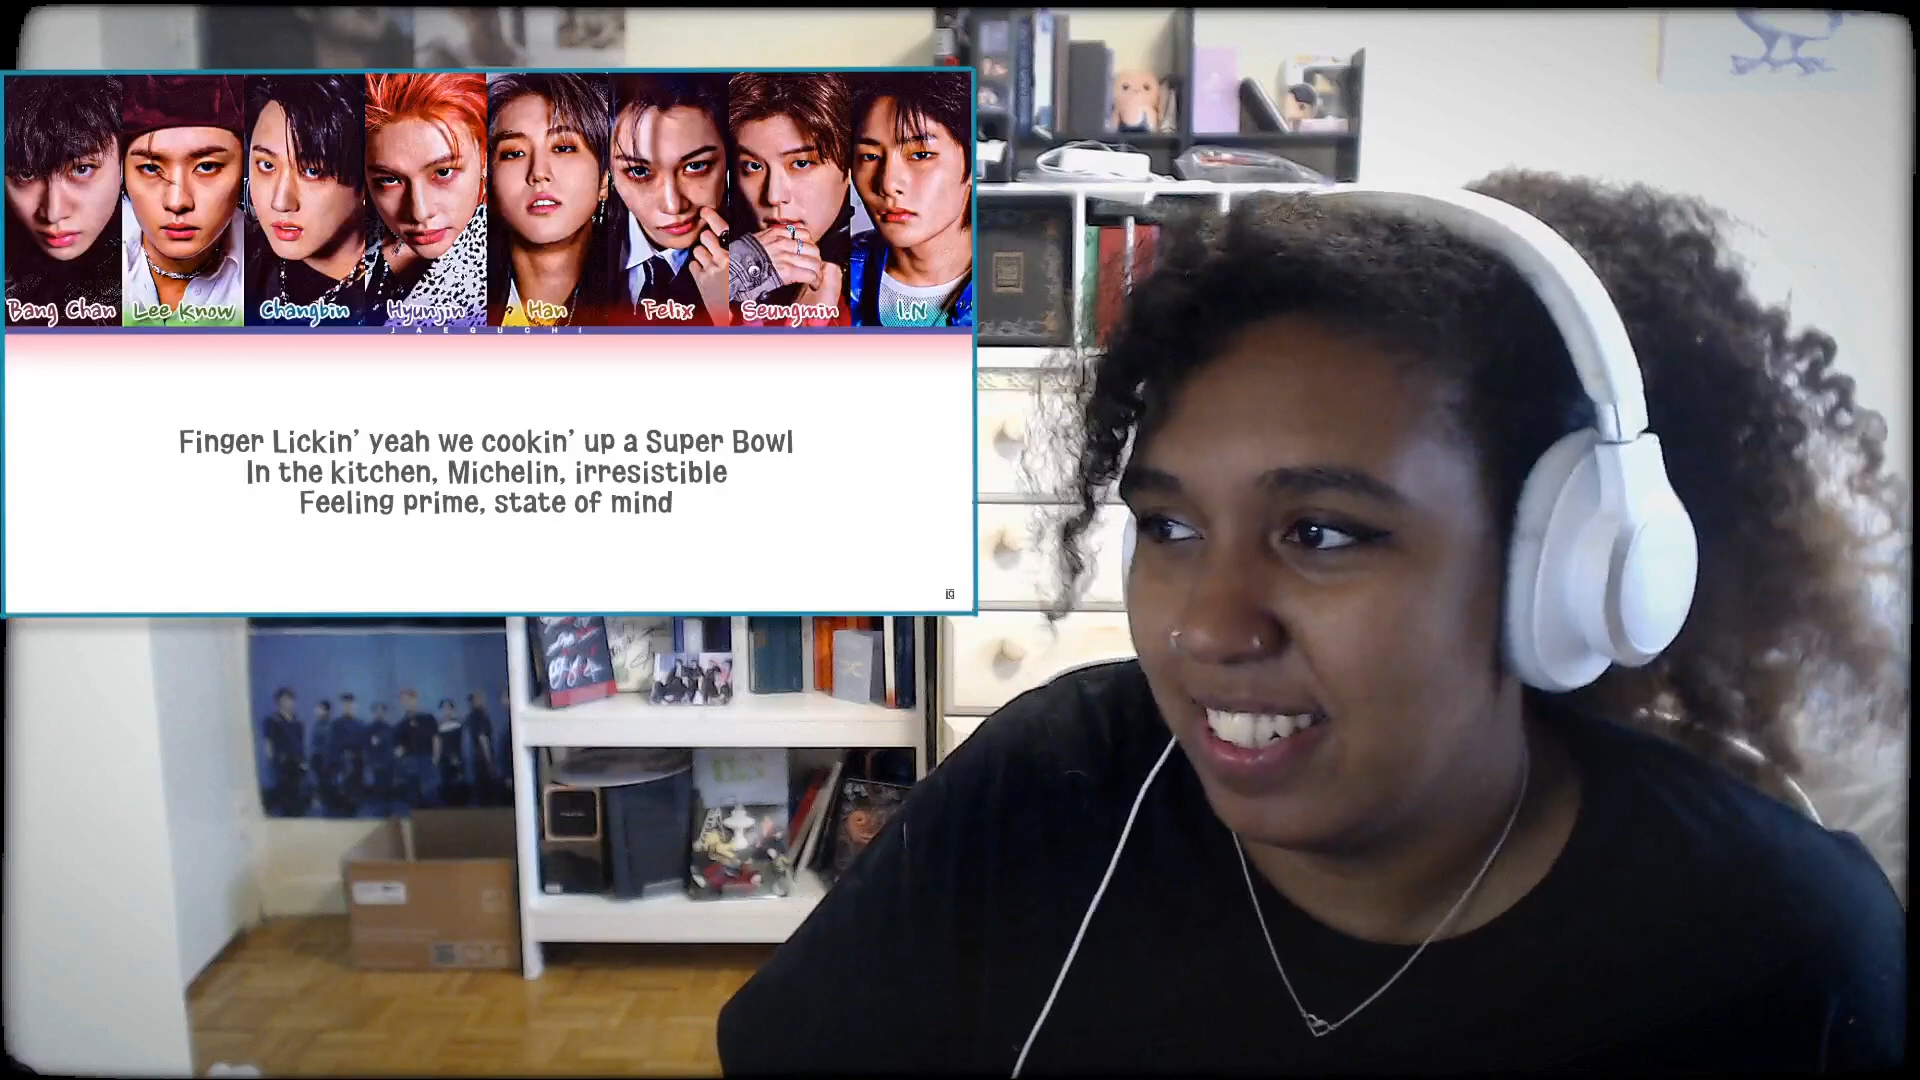 Bang Chan
Lee Know
Changbin
Hyunjin
Han
Felix
Seungmin
I.N
J A E G U C H I
Finger Lickin' yeah we cookin' up a Super Bowl
In the kitchen, Michelin, irresistible
Feeling prime, state of mind